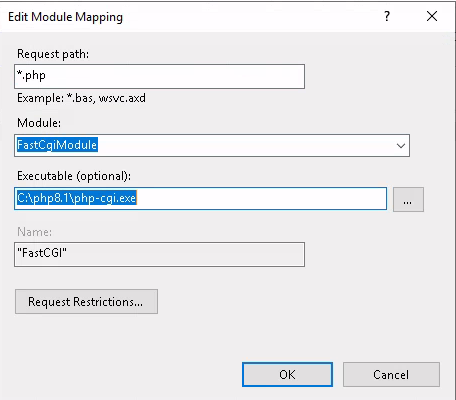 Edit Module Mapping
?
Request path:
*.php
Example: *.bas, wsvc.axd
Module:
FastCgiModule
Executable (optional):
C:\php8.1\php-cgi.exe
...
Name:
"FastCGI"
Request Restrictions...
OK
Cancel